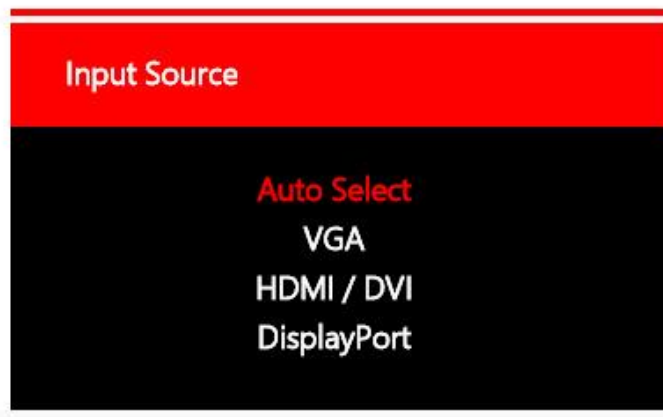 Input Source
Auto Select
VGA
HDMI / DVI
DisplayPort